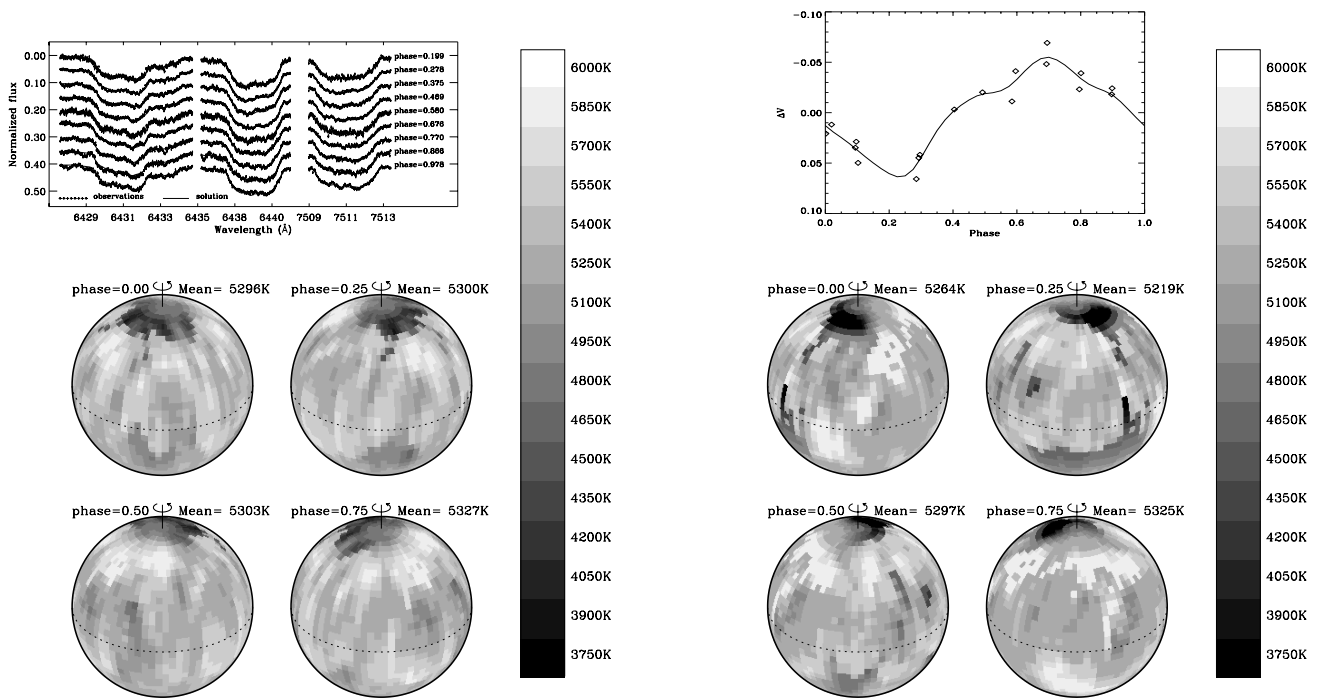 Normalized flux
0.00
0.10
0.20
0.30
0.40
0.50
phase=0.199
phase=0.278
phase=0.375
phase=0.469
phase=0.580
phase=0.676
phase=0.770
phase=0.866
phase=0.978
observations solution
6429 6431 6433 6435 6438 6440 7509 7511 7513
Wavelength (Å)
phase=0.00 Mean= 5296K
phase=0.25 Mean= 5300K
phase=0.50 Mean= 5303K
phase=0.75 Mean= 5327K
6000K
5850K
5700K
5550K
5400K
5250K
5100K
4950K
4800K
4650K
4500K
4350K
4200K
4050K
3900K
3750K
ΔV
-0.10
-0.05
0.00
0.05
0.10
0.0 0.2 0.4 0.6 0.8 1.0
Phase
phase=0.00 Mean= 5264K
phase=0.25 Mean= 5219K
phase=0.50 Mean= 5297K
phase=0.75 Mean= 5325K
6000K
5850K
5700K
5550K
5400K
5250K
5100K
4950K
4800K
4650K
4500K
4350K
4200K
4050K
3900K
3750K